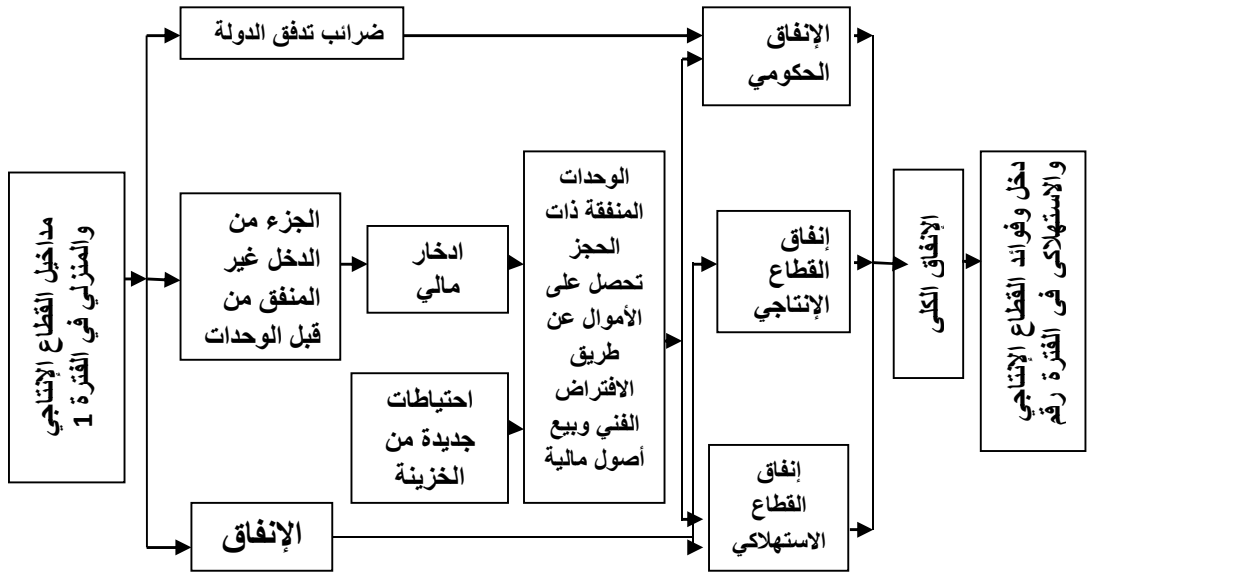 ضرائب تدفق الدولة
الإنفاق
الحكومي
مداخيل القطاع الإنتاجي
والمنزلي في الفترة 1
الجزء من
الدخل غير
المنفق من
قبل الوحدات
ادخار
مالي
احتياطات
جديدة من
الخزينة
الوحدات
المنفقة ذات
الحجز
تحصل على
الأموال عن
طريق
الافتراض
الفني وبيع
أصول مالية
إنفاق
القطاع
الإنتاجي
إنفاق
القطاع
الاستهلاكي
الإنفاق
الإنفاق الكلى
دخل وفوائد القطاع الإنتاجي
والاستهلاكى فى الفترة رقم